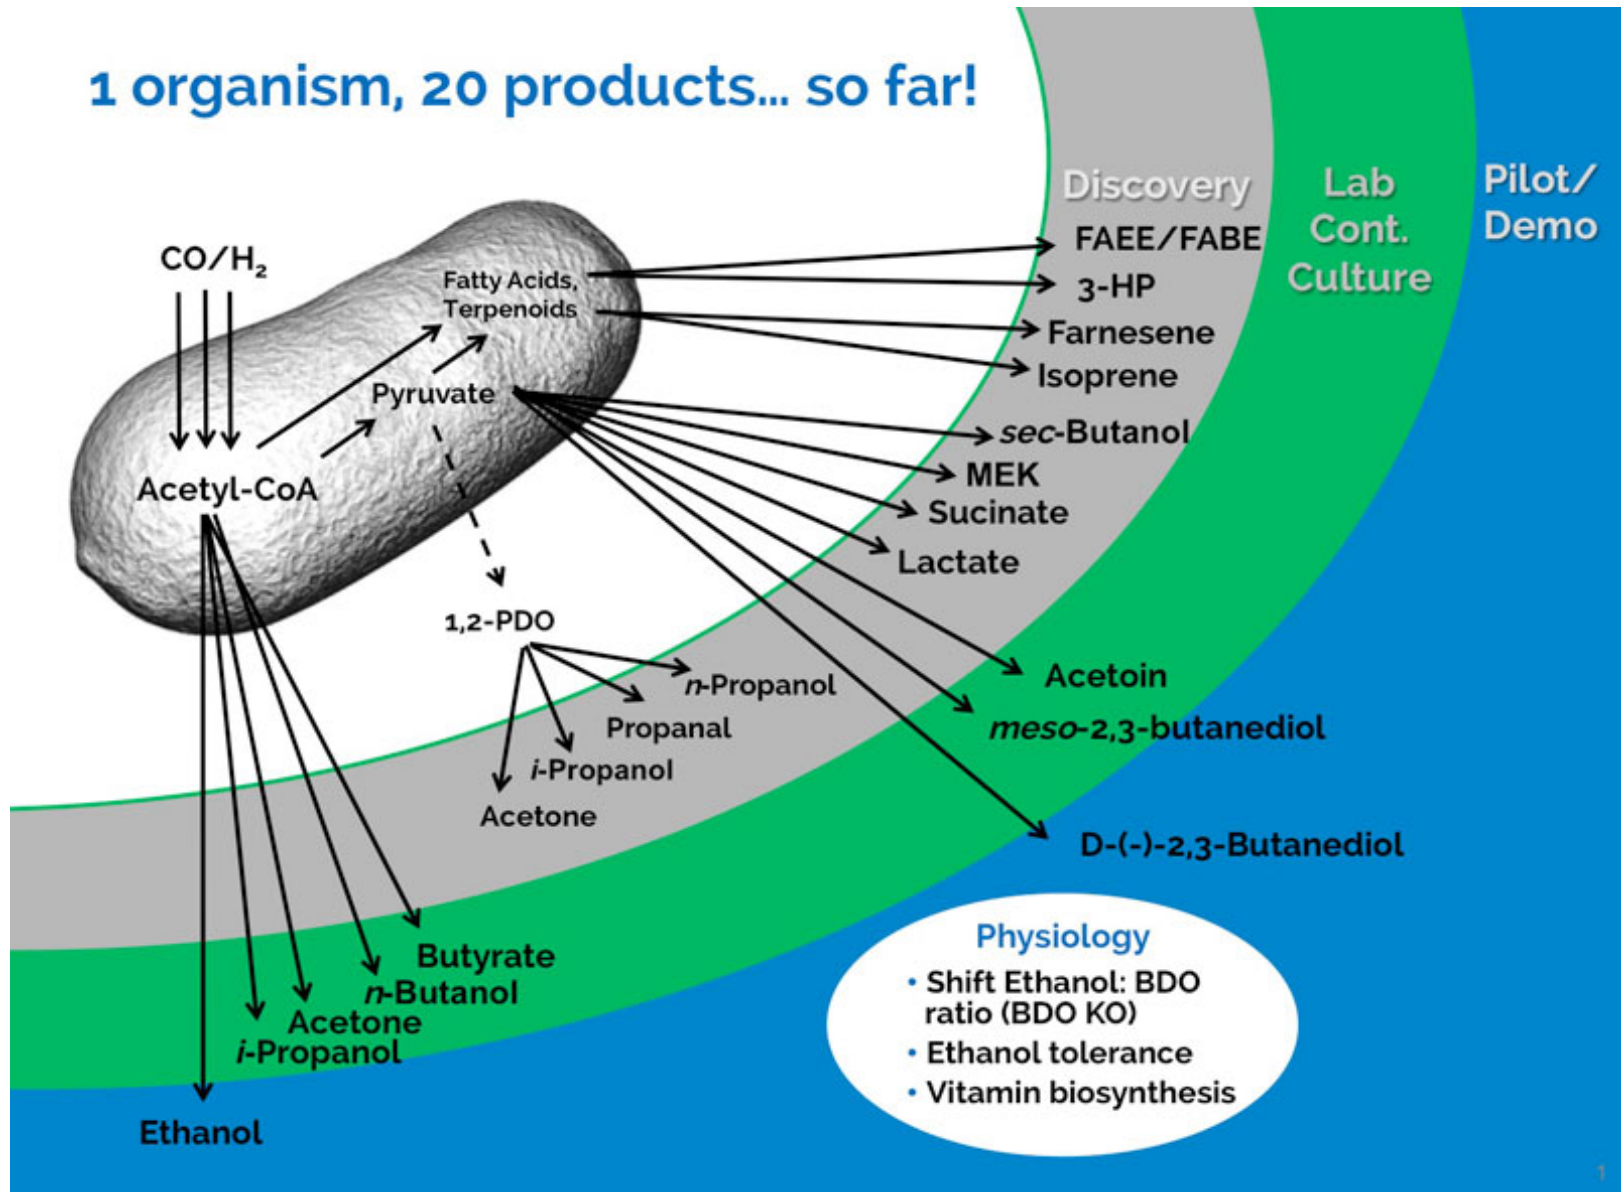 1 organism, 20 products... so far!
Discovery
Lab
Cont.
Culture
Pilot/
Demo
CO/H₂
Fatty Acids,
Terpenoids
Pyruvate
Acetyl-CoA
FAEE/FABE
3-HP
Farnesene
Isoprene
sec-Butanol
MEK
Sucinate
Lactate
1,2-PDO
n-Propanol
Propanal
i-Propanol
Acetone
Acetoin
meso-2,3-butanediol
D-(-)-2,3-Butanediol
Butyrate
n-Butanol
Acetone
i-Propanol
Ethanol
Physiology
• Shift Ethanol: BDO
ratio (BDO KO)
• Ethanol tolerance
• Vitamin biosynthesis
1